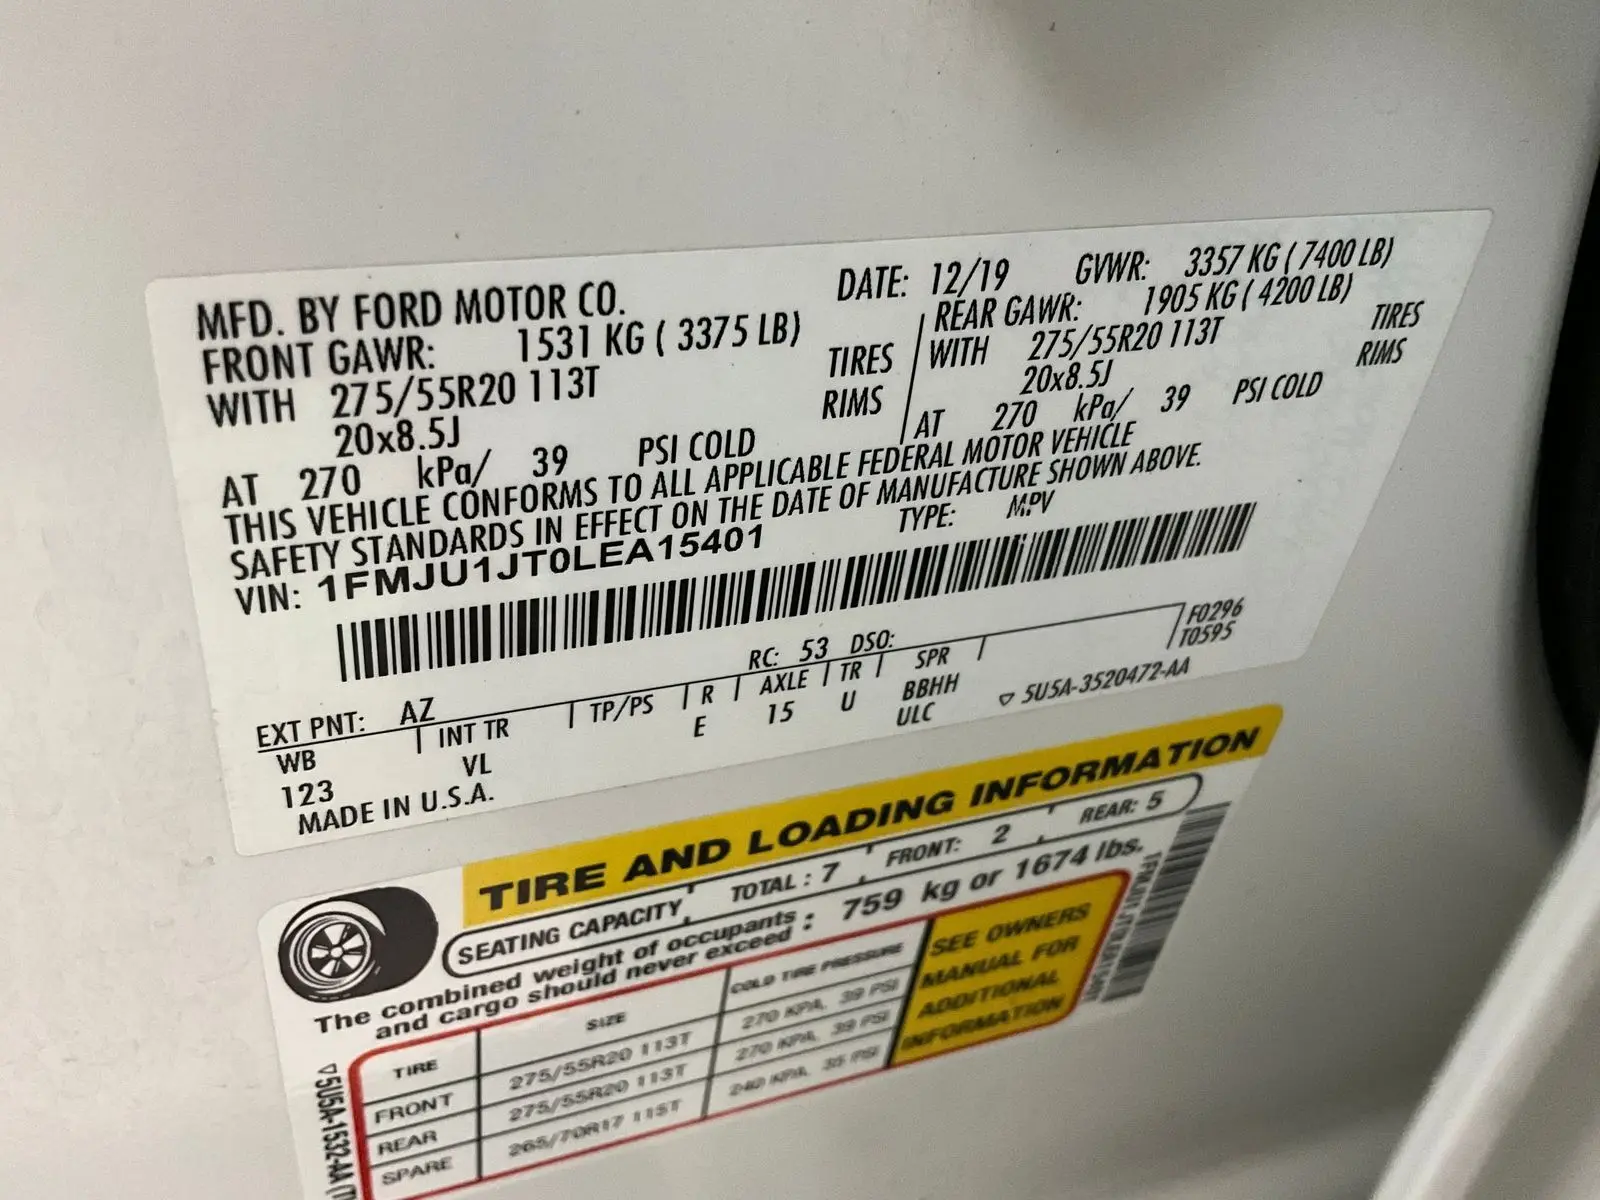 MFD. BY FORD MOTOR CO. DATE: 12/19 GVWR: 3357 KG ( 7400 LB)
FRONT GAWR: 1531 KG ( 3375 LB) REAR GAWR: 1905 KG ( 4200 LB)
WITH 275/55R20 113T TIRES WITH 275/55R20 113T TIRES
20x8.5J RIMS 20x8.5J RIMS
AT 270 kPa/ 39 PSI COLD AT 270 kPa/ 39 PSI COLD
THIS VEHICLE CONFORMS TO ALL APPLICABLE FEDERAL MOTOR VEHICLE
SAFETY STANDARDS IN EFFECT ON THE DATE OF MANUFACTURE SHOWN ABOVE.
VIN: 1FMJU1JT0LEA15401 TYPE: MPV
EXT PNT: AZ RC: 53 DSO: F0296
WB INT TR TP/PS R AXLE TR SPR T0595
123 VL E 15 U BBHH
ULC
MADE IN U.S.A. 5U5A-3520472-AA
TIRE AND LOADING INFORMATION
SEATING CAPACITY TOTAL : 7 FRONT: 2 REAR: 5
The combined weight of occupants
and cargo should never exceed : 759 kg or 1674 lbs.
TIRE SIZE COLD TIRE PRESSURE
FRONT 275/55R20 113T 270 KPA, 39 PSI
REAR 275/55R20 113T 270 KPA, 39 PSI
SPARE 265/70R17 115T 240 KPA, 35 PSI
SEE OWNERS
MANUAL FOR
ADDITIONAL
INFORMATION
1FMJU1JT0LEA15401
5U5A-1532-AA